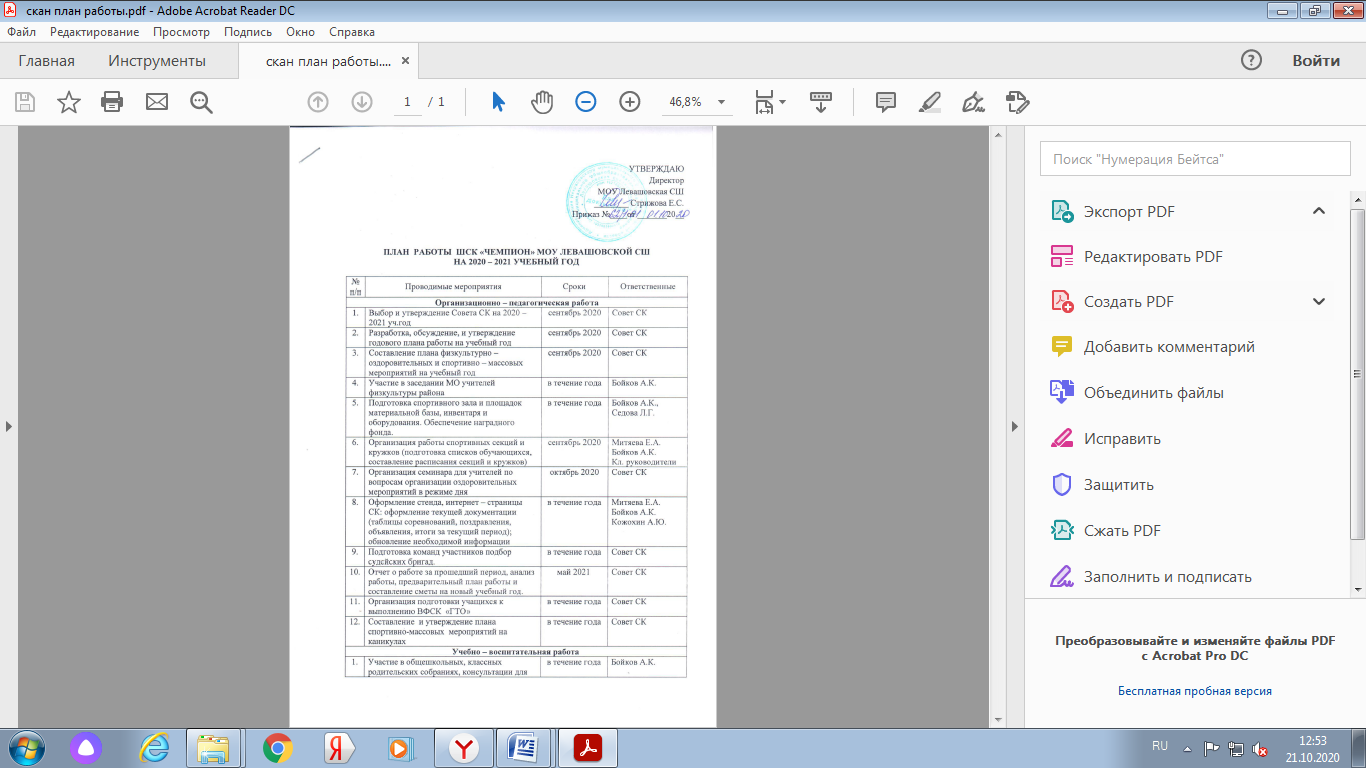 скан план работы.pdf - Adobe Acrobat Reader DC
Файл Редактирование Просмотр Подпись Окно Справка
Главная Инструменты скан план работы.... × Войти
1 / 1 46,8%
УТВЕРЖДАЮ
Директор
МОУ Левашовская СШ
Стрижова Е.С.
Приказ №
ПЛАН РАБОТЫ ШСК «ЧЕМПИОН» МОУ ЛЕВАШОВСКОЙ СШ
НА 2020 – 2021 УЧЕБНЫЙ ГОД
№ п/п Проводимые мероприятия Сроки Ответственные
Организационно – педагогическая работа
1. Выбор и утверждение Совета СК на 2020 – сентябрь 2020 Совет СК
2021 уч.год
2. Разработка, обсуждение, и утверждение сентябрь 2020 Совет СК
годового плана работы на учебный год
3. Составление плана физкультурно – сентябрь 2020 Совет СК
оздоровительных и спортивно – массовых
мероприятий на учебный год
4. Участие в заседании МО учителей в течение года Бойков А.К.
физкультуры района
5. Подготовка спортивного зала и площадок в течение года Бойков А.К.,
материальной базы, инвентаря и Седова Л.Г.
оборудования. Обеспечение наградного
фонда.
6. Организация работы спортивных секций и сентябрь 2020 Митяева Е.А.
кружков (подготовка списков обучающихся, Бойков А.К.
составление расписания секций и кружков) Кл. руководители
7. Организация семинара для учителей по октябрь 2020 Совет СК
вопросам организации оздоровительных
мероприятий в режиме дня
8. Оформление стенда, интернет – страницы в течение года Митяева Е.А.
СК: оформление текущей документации Бойков А.К.
(таблицы соревнований, поздравления, Кожохин А.Ю.
объявления, итоги за текущий период);
обновление необходимой информации
9. Подготовка команд участников подбор в течение года Совет СК
судейских бригад.
10. Отчет о работе за прошедший период, анализ май 2021 Совет СК
работы, предварительный план работы и
составление сметы на новый учебный год.
11. Организация подготовки учащихся к в течение года Совет СК
выполнению ВФСК «ГТО»
12. Составление и утверждение плана в течение года Совет СК
спортивно-массовых мероприятий на
каникулах
Учебно – воспитательная работа
1. Участие в общешкольных, классных в течение года Бойков А.К.
родительских собраниях, консультации для
Поиск "Нумерация Бейтса"
Экспорт PDF
Редактировать PDF
Создать PDF
Добавить комментарий
Объединить файлы
Исправить
Защитить
Сжать PDF
Заполнить и подписать
Преобразовывайте и изменяйте файлы PDF
с Acrobat Pro DC
Бесплатная пробная версия
RU 12:53
21.10.2020